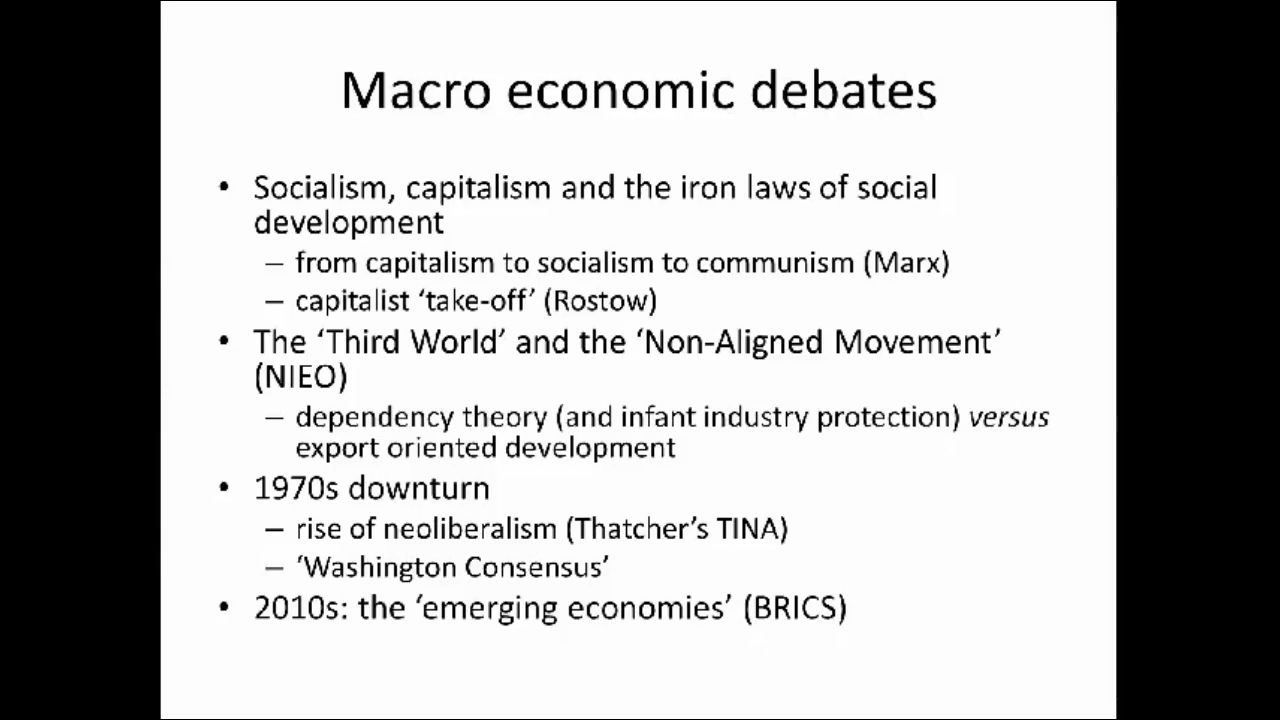 Macro economic debates
• Socialism, capitalism and the iron laws of social
development
– from capitalism to socialism to communism (Marx)
– capitalist ‘take-off’ (Rostow)
• The ‘Third World’ and the ‘Non-Aligned Movement’
(NIEO)
– dependency theory (and infant industry protection) versus
export oriented development
• 1970s downturn
– rise of neoliberalism (Thatcher’s TINA)
– ‘Washington Consensus’
• 2010s: the ‘emerging economies’ (BRICS)